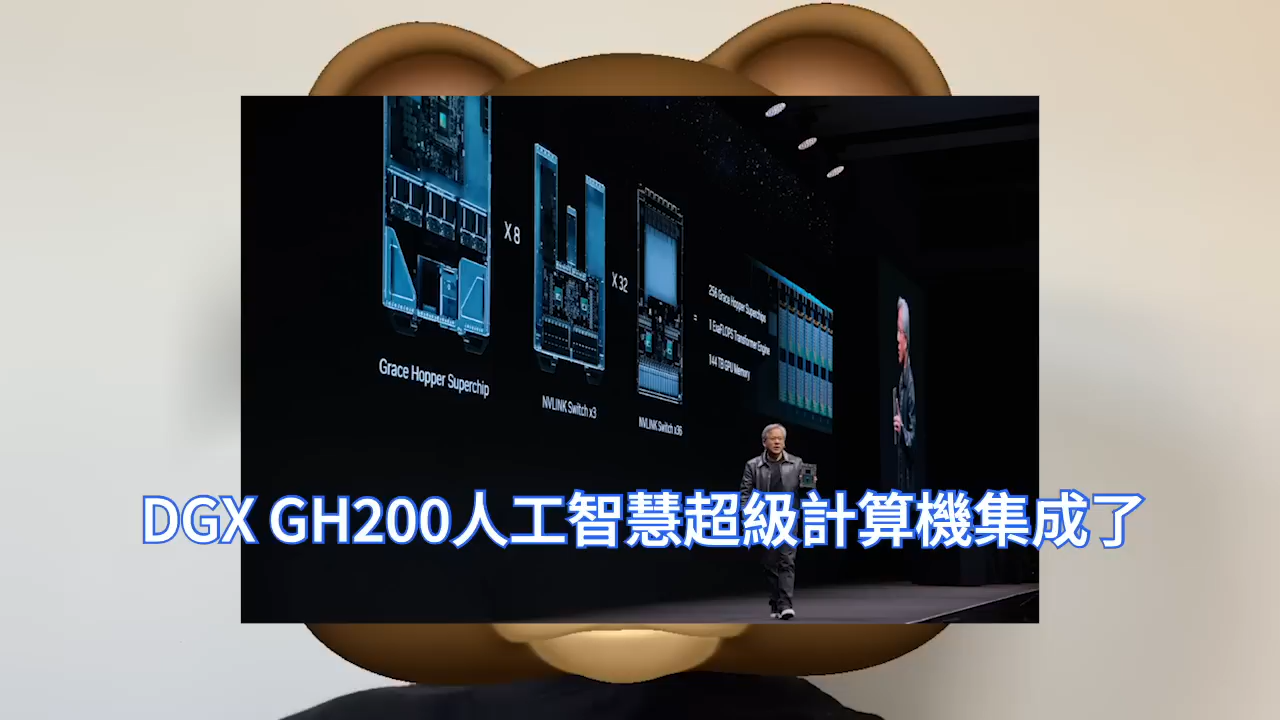 X 8
X 32
=
256 Grace Hopper Superchips
1 ExaFLOPS Transformer Engine
144 TB GPU Memory
Grace Hopper Superchip
NVLINK Switch x3
NVLINK Switch x36
DGX GH200人工智慧超級計算機集成了